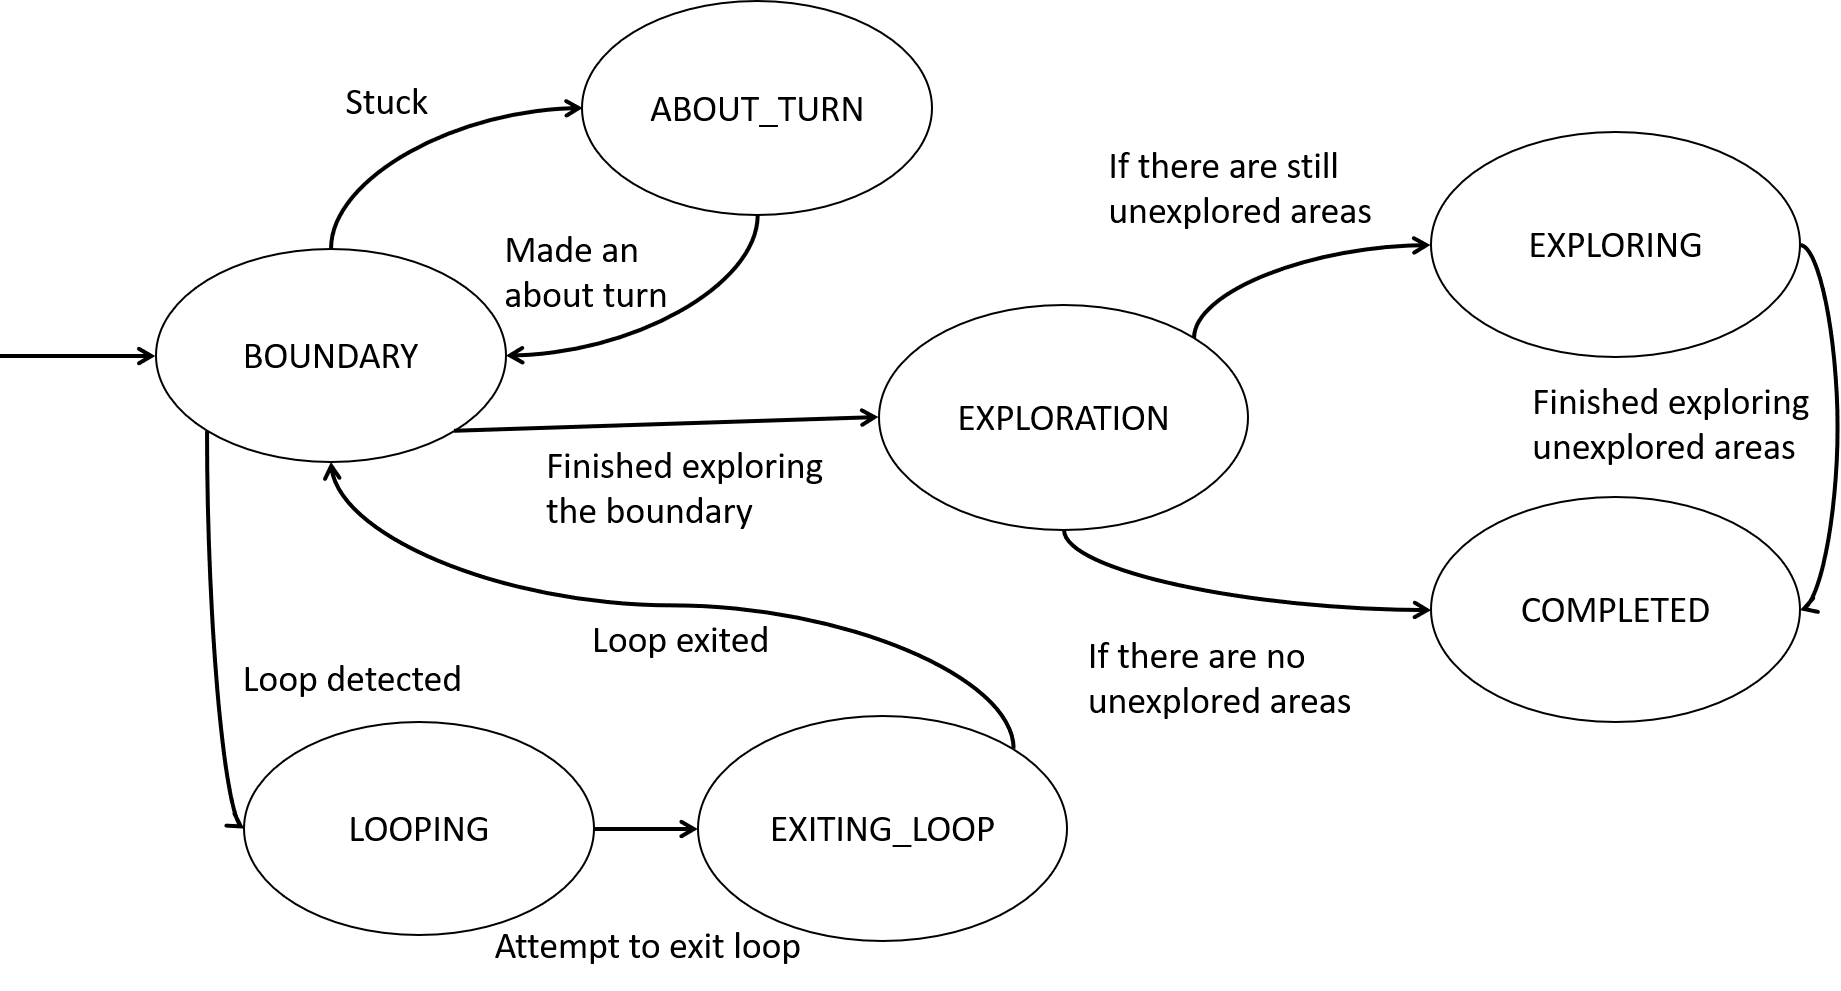 Stuck
ABOUT_TURN
Made an
about turn
BOUNDARY
Finished exploring
the boundary
EXPLORATION
If there are still
unexplored areas
EXPLORING
Finished exploring
unexplored areas
COMPLETED
If there are no
unexplored areas
Loop exited
Loop detected
LOOPING
EXITING_LOOP
Attempt to exit loop